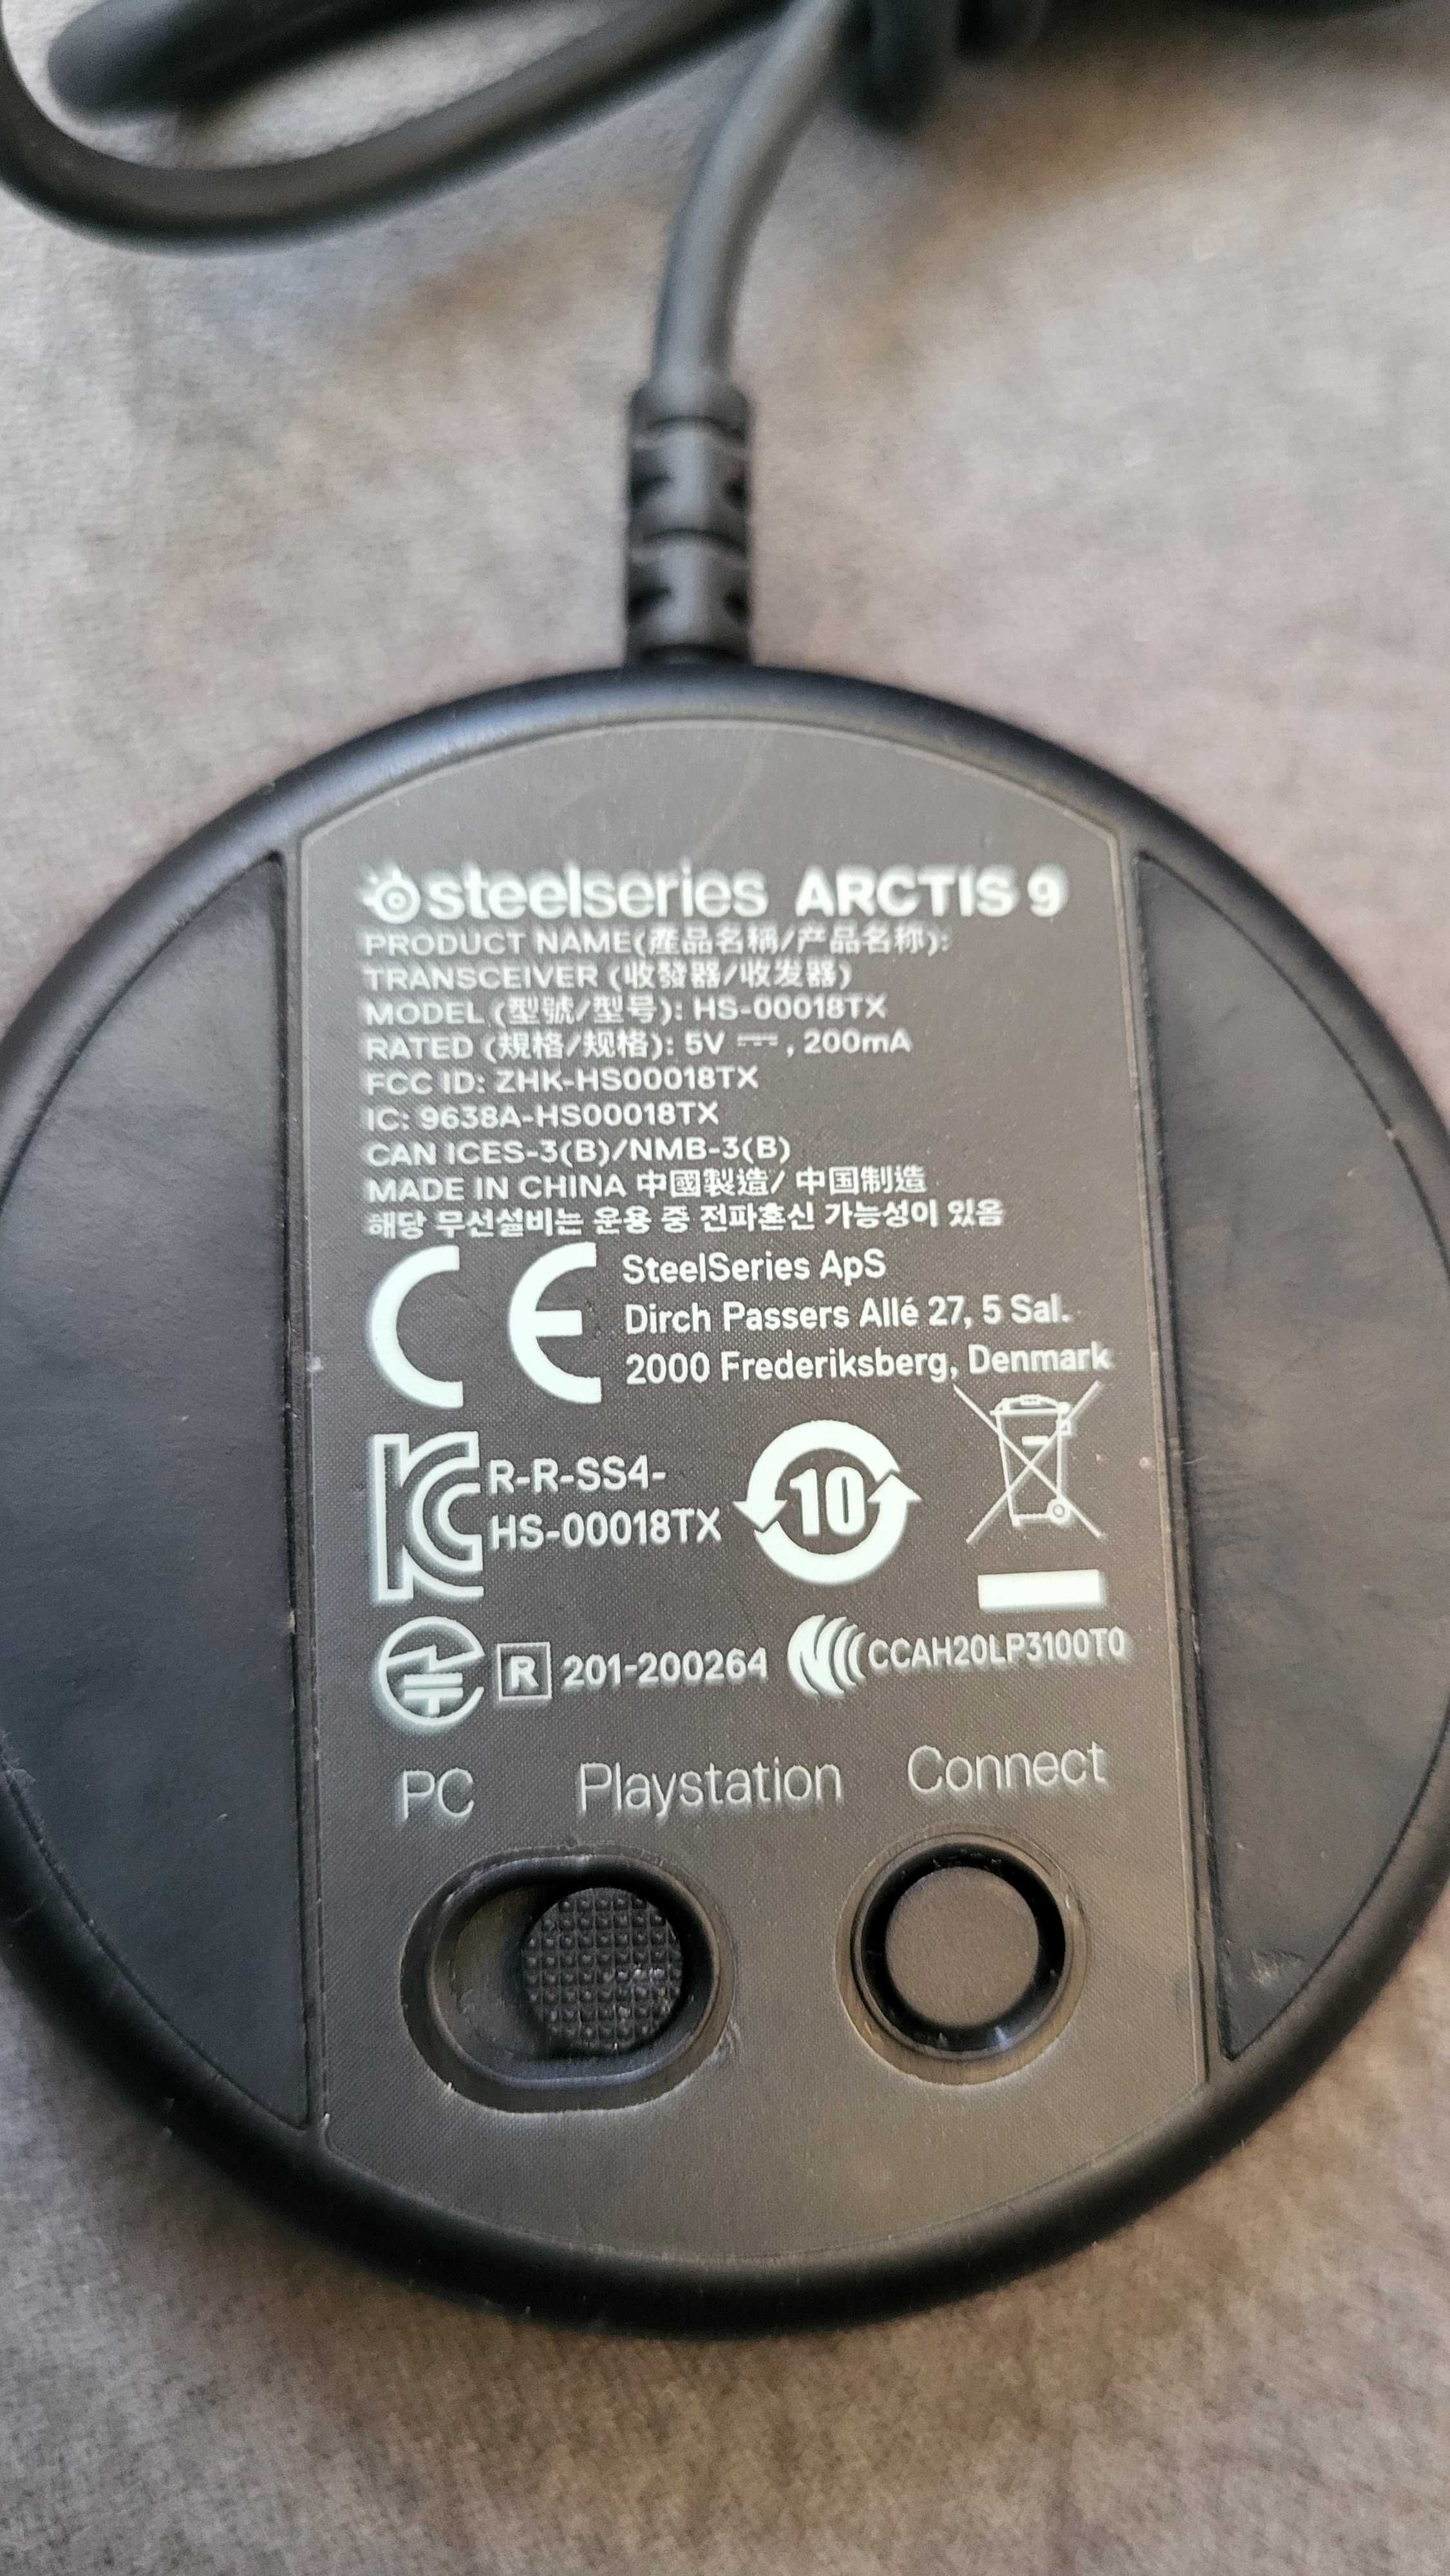 steelseries ARCTIS 9
PRODUCT NAME(產品名稱/产品名称):
TRANSCEIVER (收發器/收发器)
MODEL (型號/型号): HS-00018TX
RATED (規格/规格): 5V ⎓, 200mA
FCC ID: ZHK-HS00018TX
IC: 9638A-HS00018TX
CAN ICES-3(B)/NMB-3(B)
MADE IN CHINA 中國製造/ 中国制造
해당 무선설비는 운용 중 전파혼신 가능성이 있음
CE
SteelSeries ApS
Dirch Passers Allé 27, 5 Sal.
2000 Frederiksberg, Denmark
KC
R-R-SS4-
HS-00018TX
10
R 201-200264
CCAH20LP3100T0
PC Playstation Connect